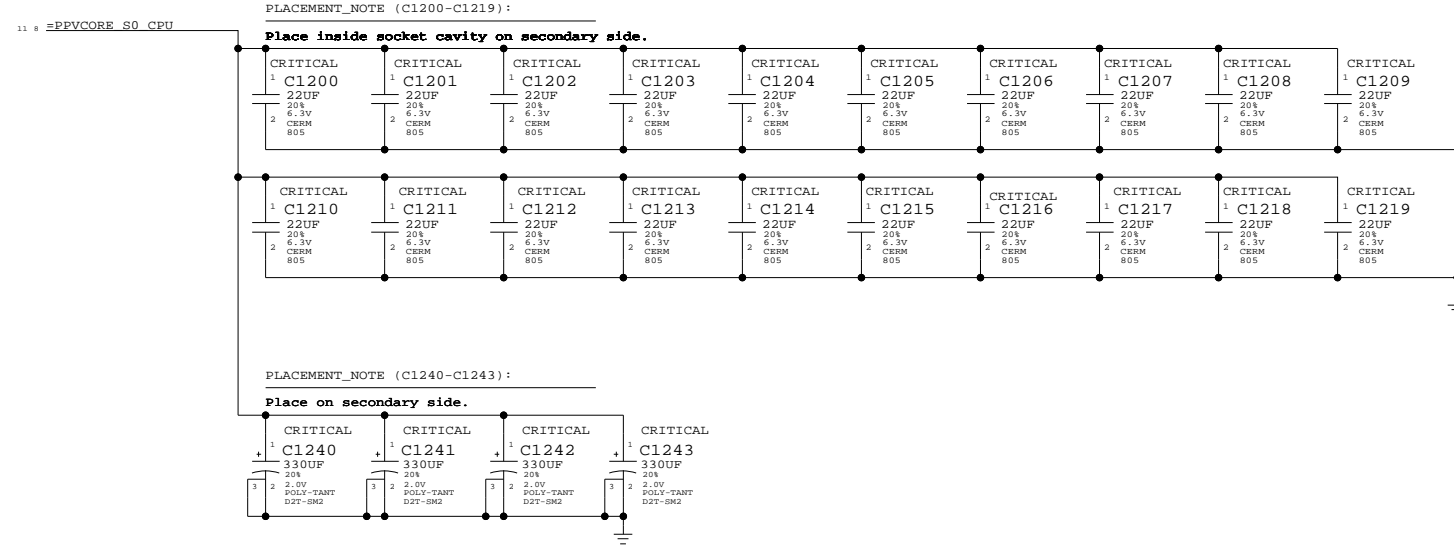 PLACEMENT_NOTE (C1200-C1219):
11 8 =PPVCORE_S0_CPU
Place inside socket cavity on secondary side.
CRITICAL CRITICAL CRITICAL CRITICAL CRITICAL CRITICAL CRITICAL CRITICAL CRITICAL CRITICAL
1 C1200 1 C1201 1 C1202 1 C1203 1 C1204 1 C1205 1 C1206 1 C1207 1 C1208 1 C1209
22UF 22UF 22UF 22UF 22UF 22UF 22UF 22UF 22UF 22UF
20% 20% 20% 20% 20% 20% 20% 20% 20% 20%
6.3V 6.3V 6.3V 6.3V 6.3V 6.3V 6.3V 6.3V 6.3V 6.3V
2 CERM 2 CERM 2 CERM 2 CERM 2 CERM 2 CERM 2 CERM 2 CERM 2 CERM 2 CERM
805 805 805 805 805 805 805 805 805 805
CRITICAL CRITICAL CRITICAL CRITICAL CRITICAL CRITICAL CRITICAL CRITICAL CRITICAL CRITICAL
1 C1210 1 C1211 1 C1212 1 C1213 1 C1214 1 C1215 1 C1216 1 C1217 1 C1218 1 C1219
22UF 22UF 22UF 22UF 22UF 22UF 22UF 22UF 22UF 22UF
20% 20% 20% 20% 20% 20% 20% 20% 20% 20%
6.3V 6.3V 6.3V 6.3V 6.3V 6.3V 6.3V 6.3V 6.3V 6.3V
2 CERM 2 CERM 2 CERM 2 CERM 2 CERM 2 CERM 2 CERM 2 CERM 2 CERM 2 CERM
805 805 805 805 805 805 805 805 805 805
PLACEMENT_NOTE (C1240-C1243):
Place on secondary side.
CRITICAL CRITICAL CRITICAL CRITICAL
1 C1240 1 C1241 1 C1242 1 C1243
+ 330UF + 330UF + 330UF + 330UF
20% 20% 20% 20%
3 2 2.0V 3 2 2.0V 3 2 2.0V 3 2 2.0V
POLY-TANT POLY-TANT POLY-TANT POLY-TANT
D2T-SM2 D2T-SM2 D2T-SM2 D2T-SM2